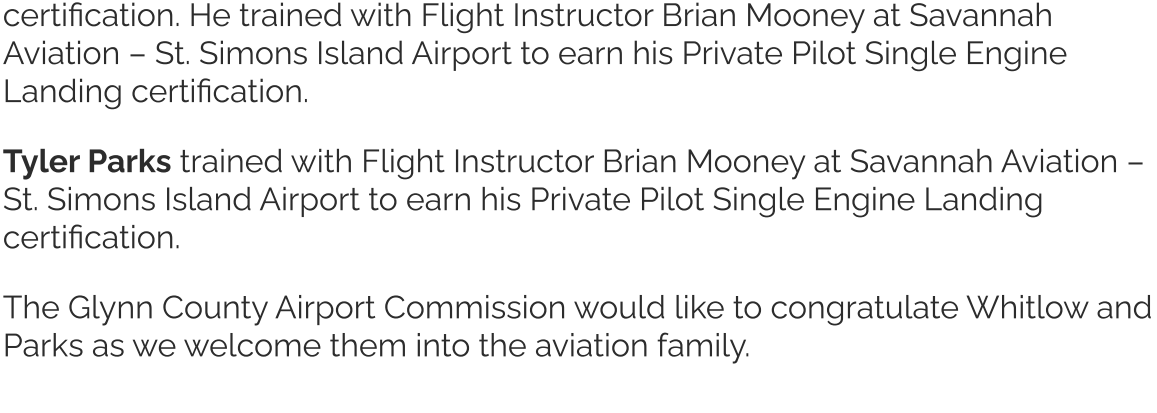 certification. He trained with Flight Instructor Brian Mooney at Savannah
Aviation – St. Simons Island Airport to earn his Private Pilot Single Engine
Landing certification.
Tyler Parks trained with Flight Instructor Brian Mooney at Savannah Aviation –
St. Simons Island Airport to earn his Private Pilot Single Engine Landing
certification.
The Glynn County Airport Commission would like to congratulate Whitlow and
Parks as we welcome them into the aviation family.